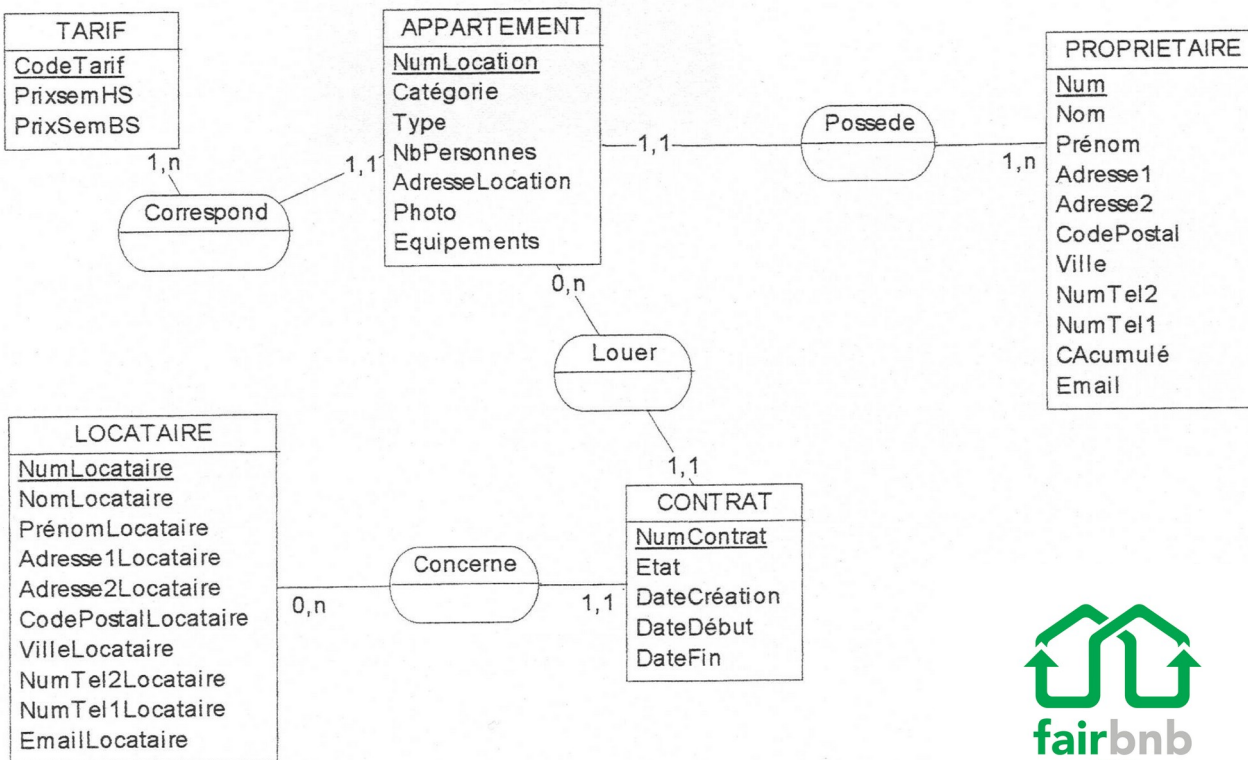 TARIF
CodeTarif
PrixsemHS
PrixSemBS
1,n
Correspond
1,1
APPARTEMENT
NumLocation
Catégorie
Type
NbPersonnes
AdresseLocation
Photo
Equipements
1,1
Possede
1,n
PROPRIETAIRE
Num
Nom
Prénom
Adresse1
Adresse2
CodePostal
Ville
NumTel2
NumTel1
CAcumulé
Email
0,n
Louer
1,1
LOCATAIRE
NumLocataire
NomLocataire
PrénomLocataire
Adresse1Locataire
Adresse2Locataire
CodePostalLocataire
VilleLocataire
NumTel2Locataire
NumTel1Locataire
EmailLocataire
0,n
Concerne
1,1
CONTRAT
NumContrat
Etat
DateCréation
DateDébut
DateFin
fairbnb